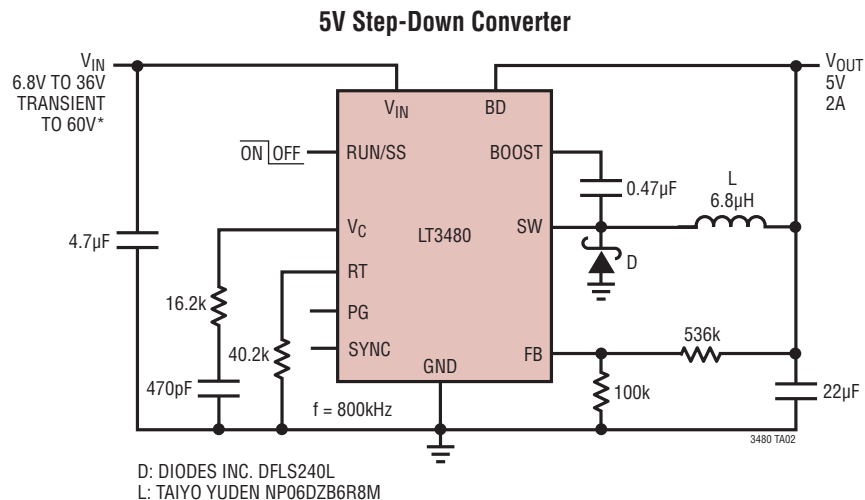 5V Step-Down Converter
VIN
6.8V TO 36V
TRANSIENT
TO 60V*
VOUT
5V
2A
VIN
BD
ON OFF
RUN/SS
BOOST
0.47µF
L
6.8µH
4.7µF
VC
LT3480
SW
D
RT
16.2k
PG
40.2k
SYNC
FB
536k
GND
470pF
f = 800kHz
100k
22µF
3480 TA02
D: DIODES INC. DFLS240L
L: TAIYO YUDEN NP06DZB6R8M